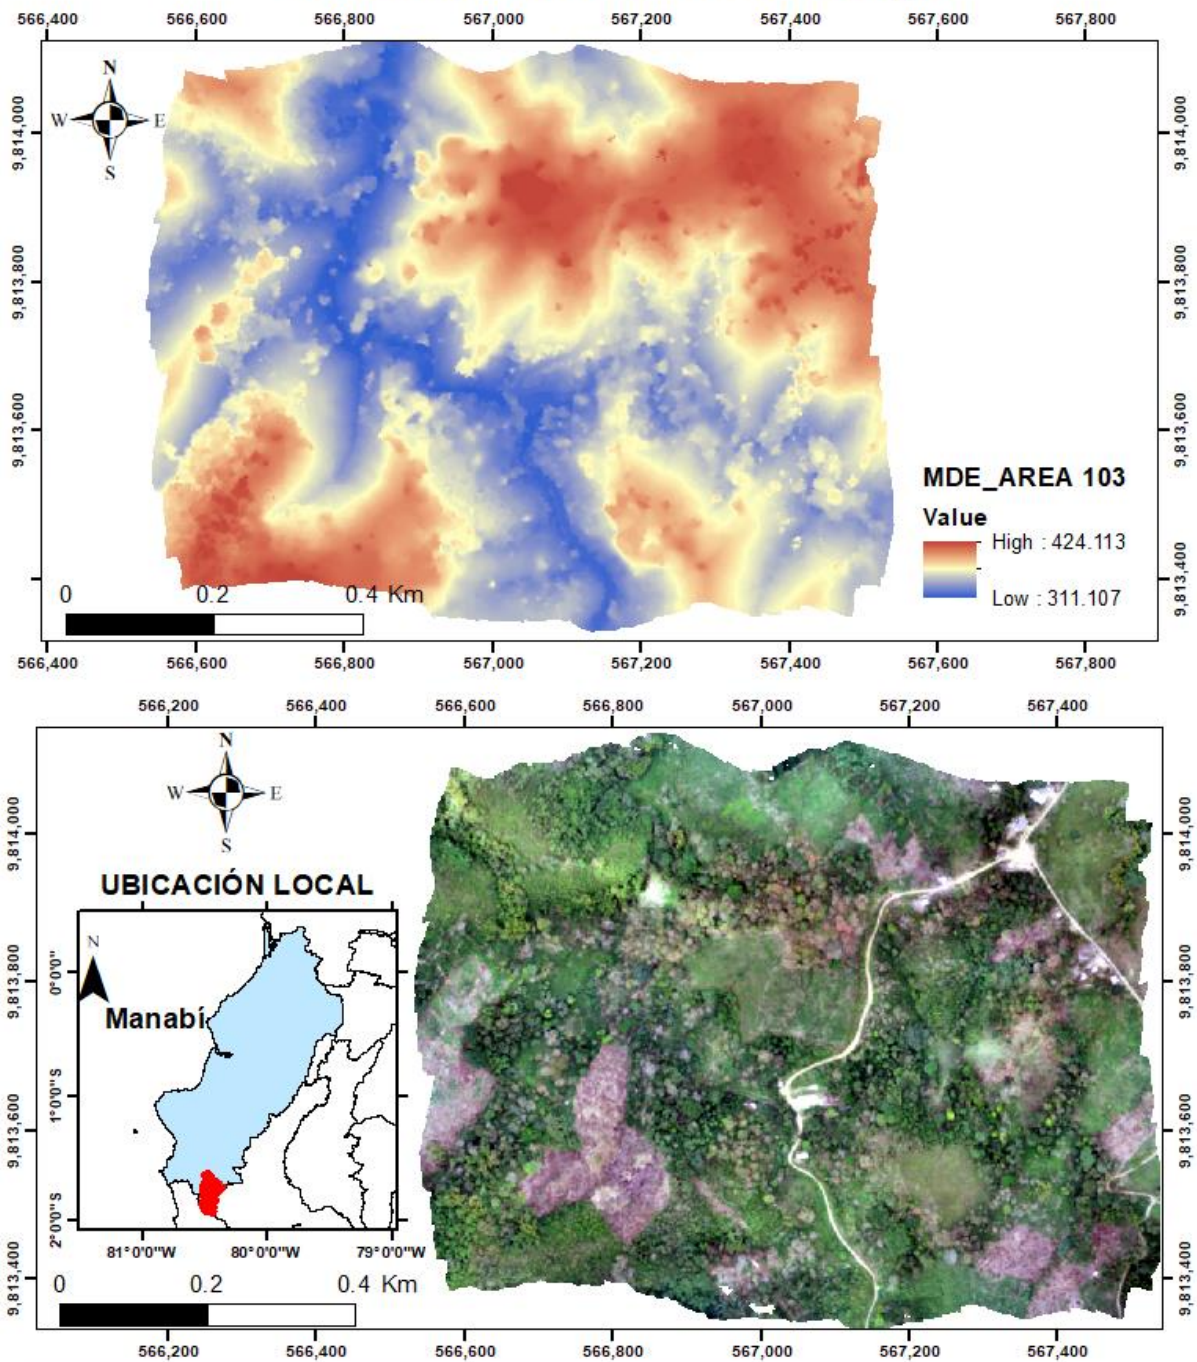 566,400 566,600 566,800 567,000 567,200 567,400 567,600 567,800
N
W E
S
9,814,000 9,814,000
9,813,800 9,813,800
9,813,600 9,813,600
9,813,400
MDE_AREA 103
Value
High : 424.113
Low : 311.107
0 0.2 0.4 Km
566,400 566,600 566,800 567,000 567,200 567,400 567,600 567,800
566,200 566,400 566,600 566,800 567,000 567,200 567,400
N
W E
S
9,814,000 9,814,000
UBICACIÓN LOCAL
N
Manabí
0°0'0"
1°0'0"S
2°0'0"S
81°0'0"W 80°0'0"W 79°0'0"W
9,813,800 9,813,800
9,813,600 9,813,600
9,813,400 9,813,400
0 0.2 0.4 Km
566,200 566,400 566,600 566,800 567,000 567,200 567,400